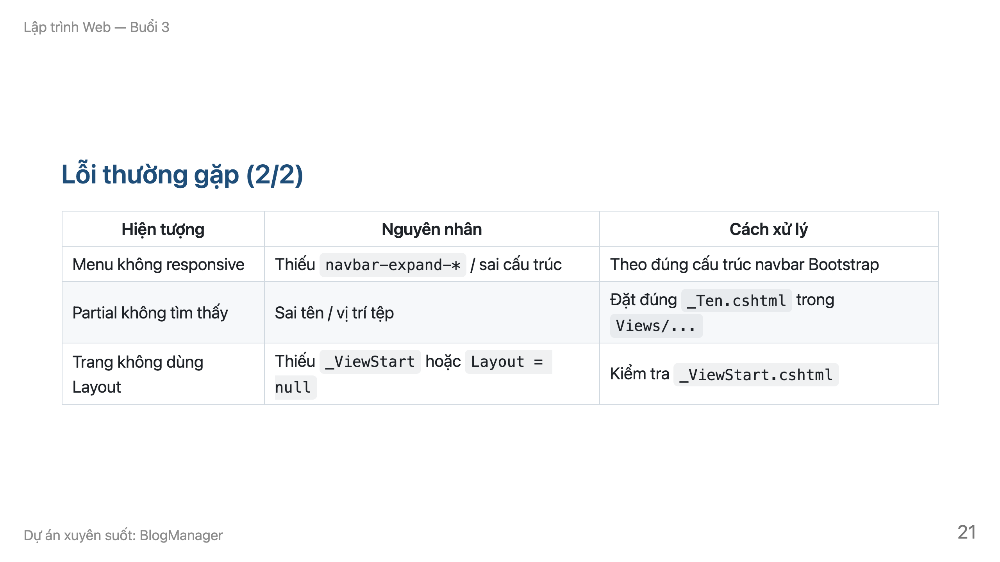 Lập trình Web — Buổi 3
Lỗi thường gặp (2/2)
Hiện tượng
Nguyên nhân
Cách xử lý
Menu không responsive
Thiếu navbar-expand-* / sai cấu trúc
Theo đúng cấu trúc navbar Bootstrap
Partial không tìm thấy
Sai tên / vị trí tệp
Đặt đúng _Ten.cshtml trong
Views/...
Trang không dùng
Layout
Thiếu _ViewStart hoặc Layout =
null
Kiểm tra _ViewStart.cshtml
Dự án xuyên suốt: BlogManager
21